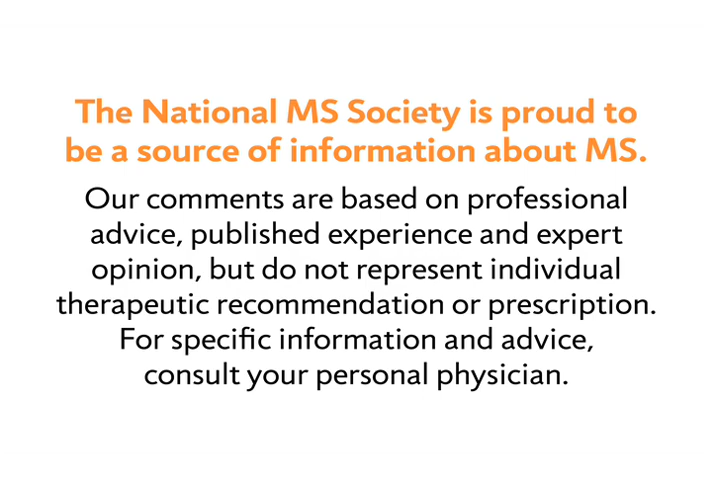 The National MS Society is proud to
be a source of information about MS.
Our comments are based on professional
advice, published experience and expert
opinion, but do not represent individual
therapeutic recommendation or prescription.
For specific information and advice,
consult your personal physician.